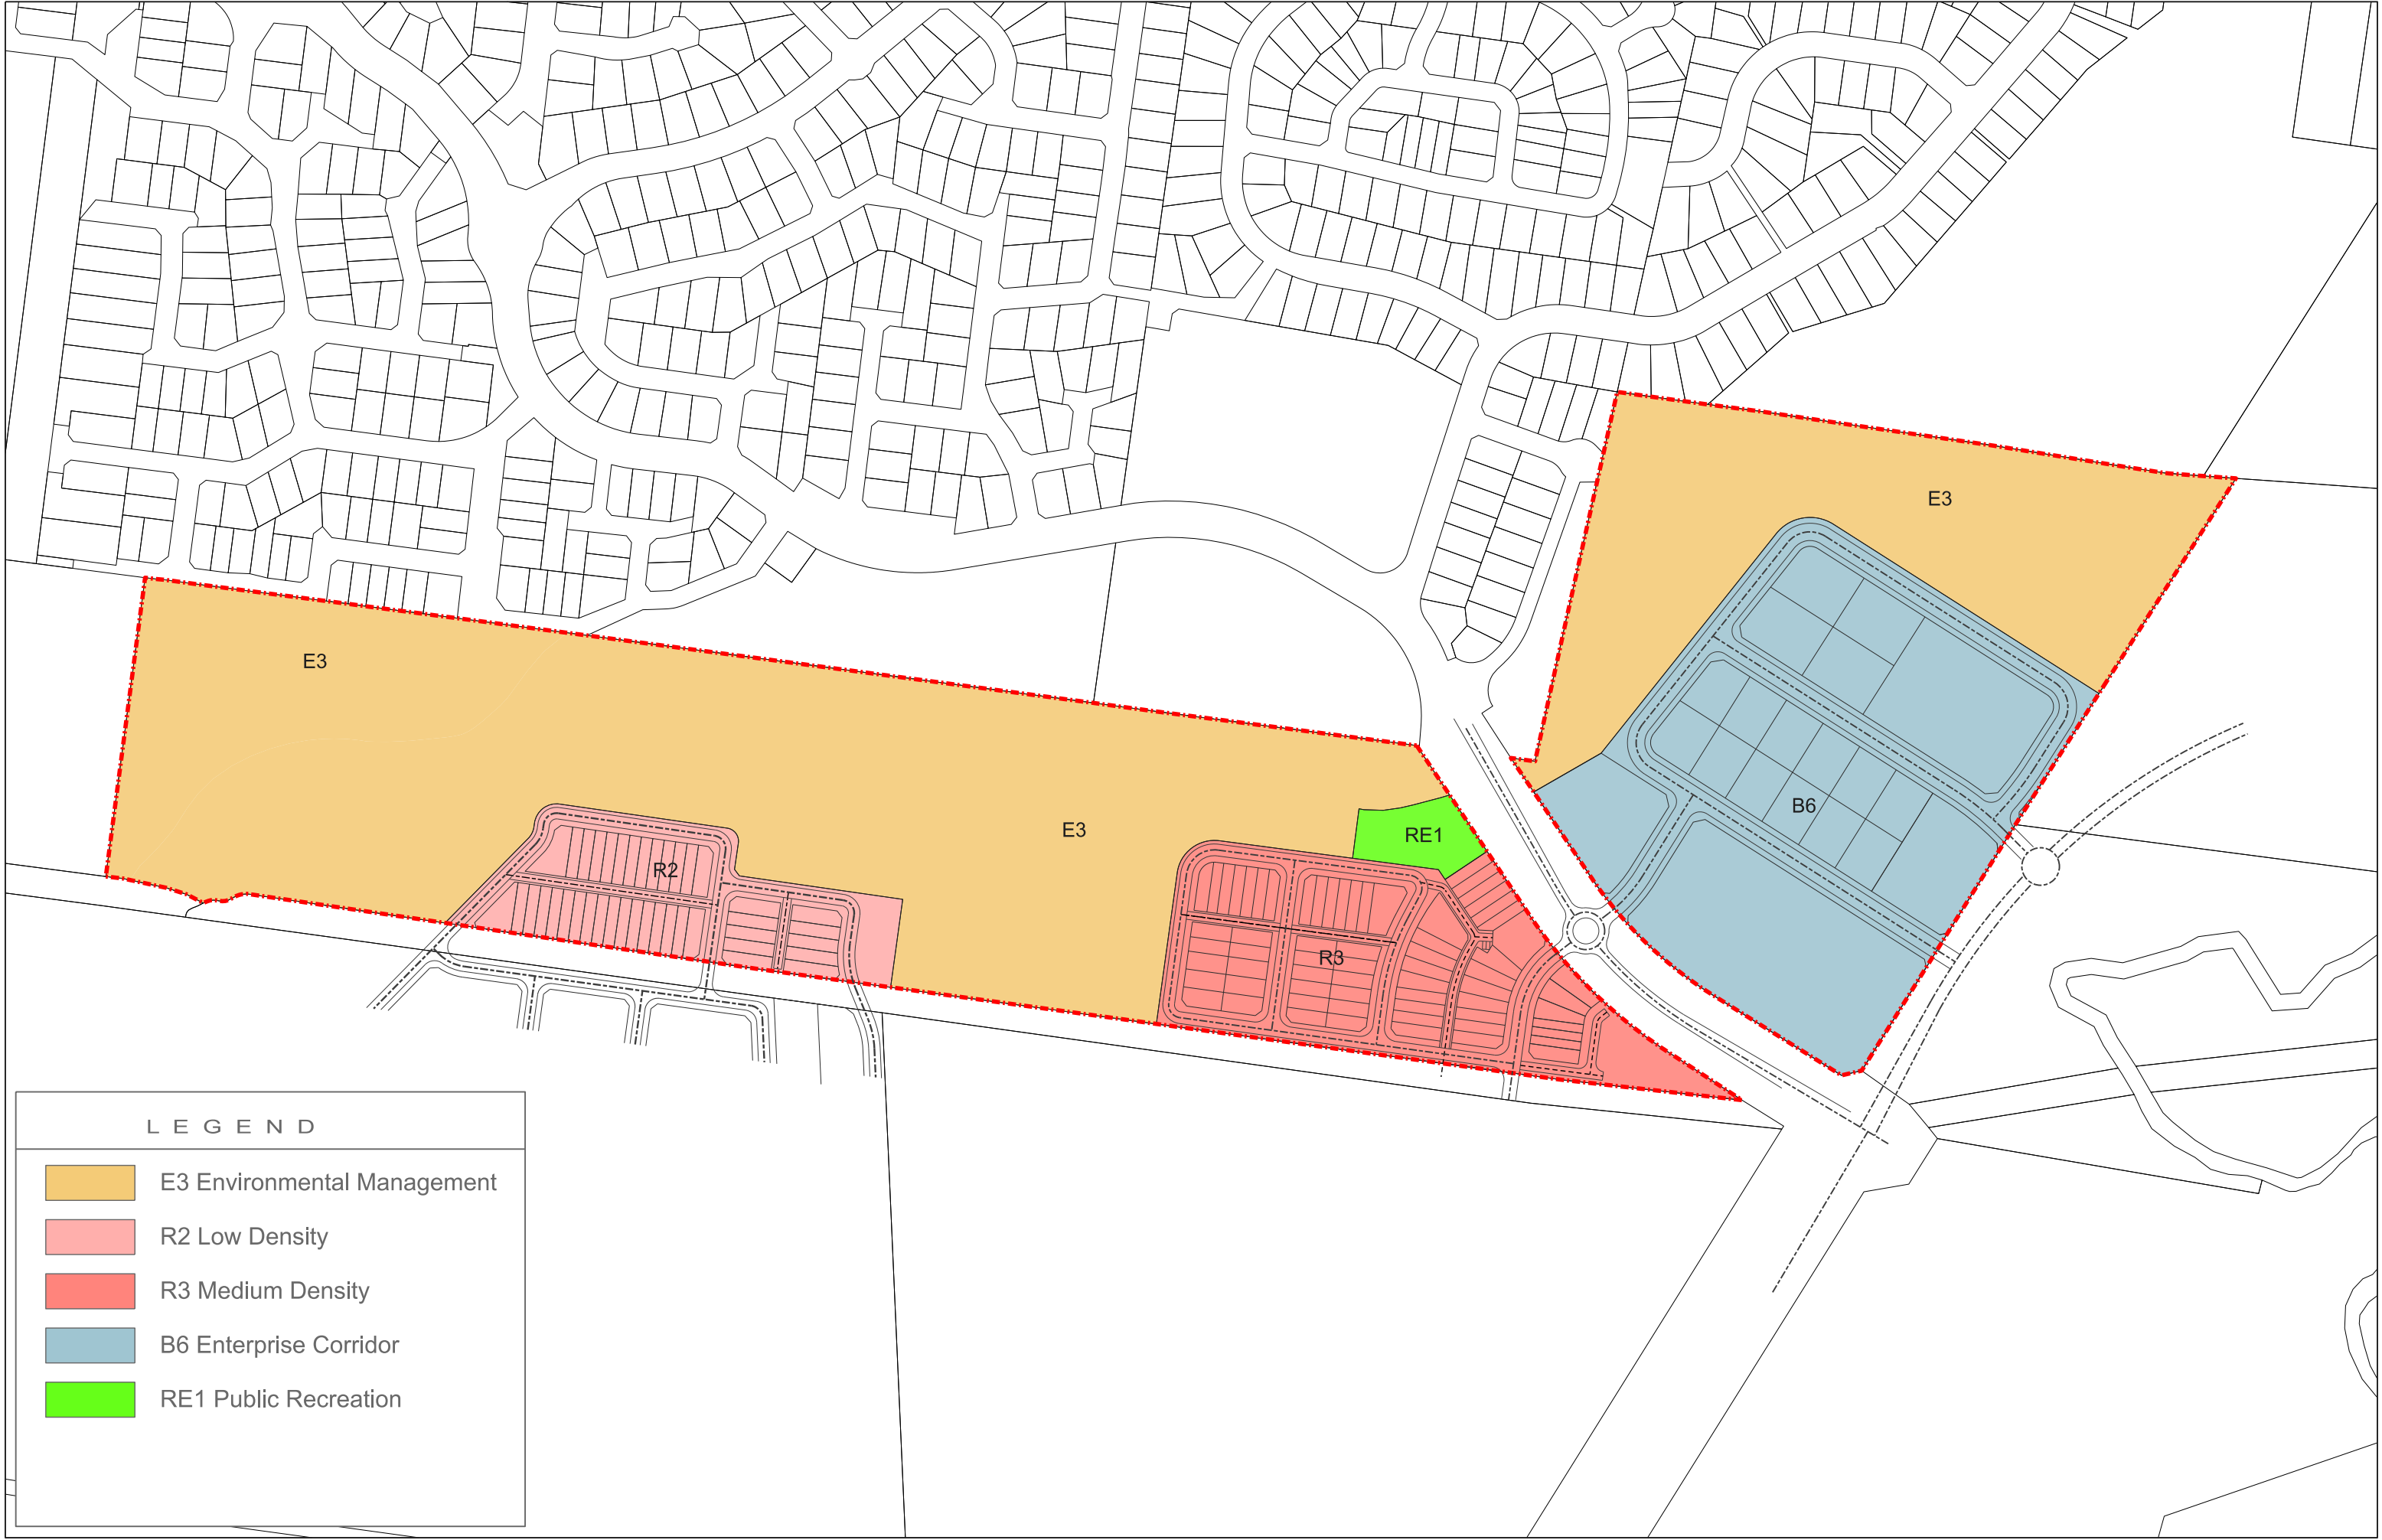 E3
E3
B6
E3
RE1
R2
R3
LEGEND
E3 Environmental Management
R2 Low Density
R3 Medium Density
B6 Enterprise Corridor
RE1 Public Recreation